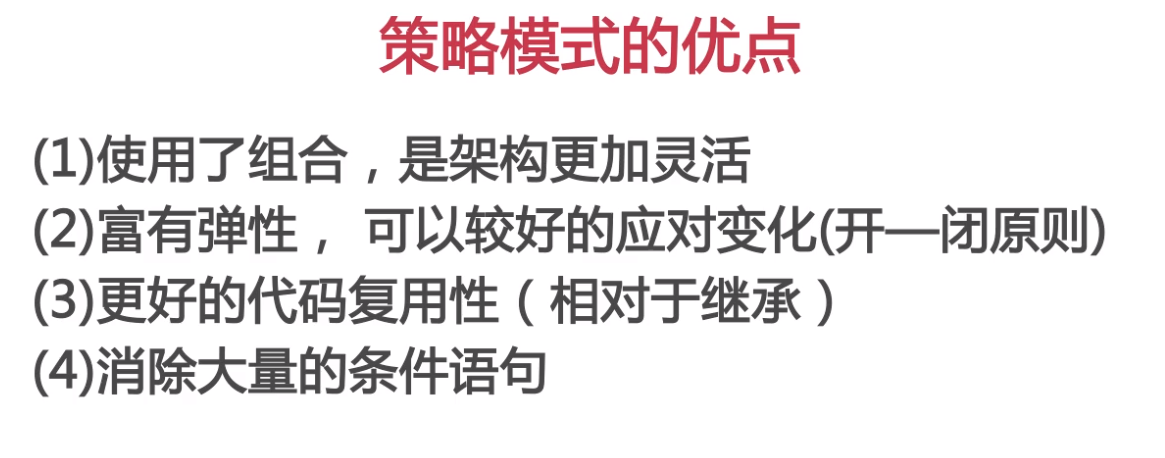 策略模式的优点
(1)使用了组合，是架构更加灵活
(2)富有弹性， 可以较好的应对变化(开—闭原则)
(3)更好的代码复用性（相对于继承）
(4)消除大量的条件语句